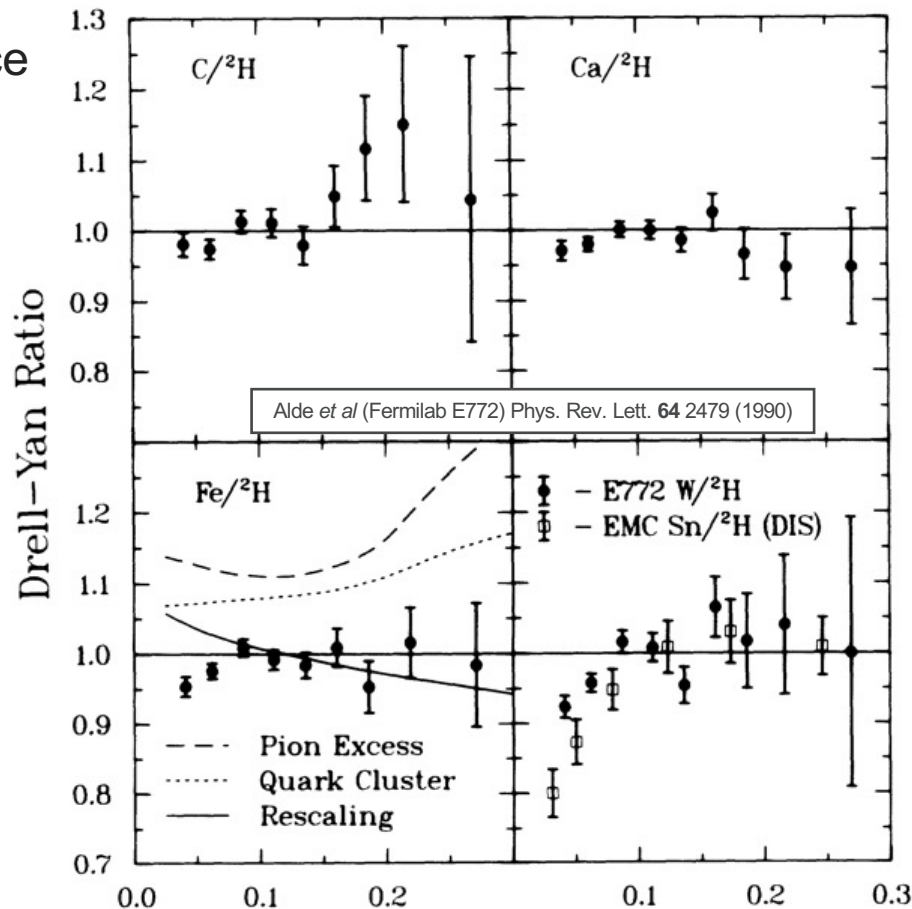 ce
1.3
C/²H
Ca/²H
1.2
1.1
1.0
0.9
0.8
Drell-Yan Ratio
Alde et al (Fermilab E772) Phys. Rev. Lett. 64 2479 (1990)
Fe/²H
– E772 W/²H
– EMC Sn/²H (DIS)
1.2
1.1
1.0
0.9
0.8
0.7
Pion Excess
Quark Cluster
Rescaling
0.0 0.1 0.2 0.1 0.2 0.3